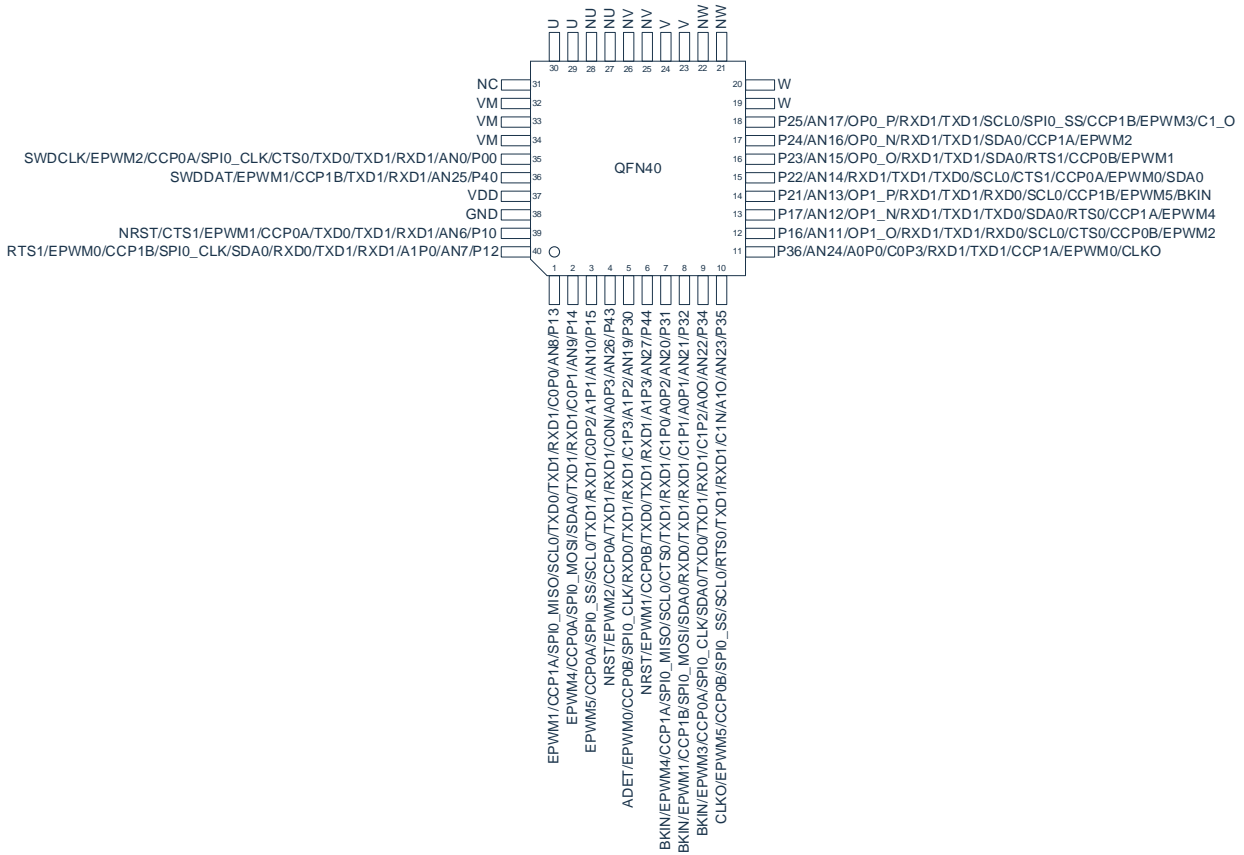 U
U
NU
NU
NV
NV
V
V
NW
NW
30
29
28
27
26
25
24
23
22
21
NC 31
VM 32
VM 33
VM 34
SWDCLK/EPWM2/CCP0A/SPI0_CLK/CTS0/TXD0/TXD1/RXD1/AN0/P00 35
SWDDAT/EPWM1/CCP1B/TXD1/RXD1/AN25/P40 36
VDD 37
GND 38
NRST/CTS1/EPWM1/CCP0A/TXD0/TXD1/RXD1/AN6/P10 39
RTS1/EPWM0/CCP1B/SPI0_CLK/SDA0/RXD0/TXD1/RXD1/A1P0/AN7/P12 40
QFN40
20 W
19 W
18 P25/AN17/OP0_P/RXD1/TXD1/SCL0/SPI0_SS/CCP1B/EPWM3/C1_O
17 P24/AN16/OP0_N/RXD1/TXD1/SDA0/CCP1A/EPWM2
16 P23/AN15/OP0_O/RXD1/TXD1/SDA0/RTS1/CCP0B/EPWM1
15 P22/AN14/RXD1/TXD1/TXD0/SCL0/CTS1/CCP0A/EPWM0/SDA0
14 P21/AN13/OP1_P/RXD1/TXD1/RXD0/SCL0/CCP1B/EPWM5/BKIN
13 P17/AN12/OP1_N/RXD1/TXD1/TXD0/SDA0/RTS0/CCP1A/EPWM4
12 P16/AN11/OP1_O/RXD1/TXD1/RXD0/SCL0/CTS0/CCP0B/EPWM2
11 P36/AN24/A0P0/C0P3/RXD1/TXD1/CCP1A/EPWM0/CLKO
1
2
3
4
5
6
7
8
9
10
EPWM1/CCP1A/SPI0_MISO/SCL0/TXD0/TXD1/RXD1/C0P0/AN8/P13
EPWM4/CCP0A/SPI0_MOSI/SDA0/TXD1/RXD1/C0P1/AN9/P14
EPWM5/CCP0A/SPI0_SS/SCL0/TXD1/RXD1/C0P2/A1P1/AN10/P15
NRST/EPWM2/CCP0A/TXD1/RXD1/C0N/A0P3/AN26/P43
ADET/EPWM0/CCP0B/SPI0_CLK/RXD0/TXD1/RXD1/C1P3/A1P2/AN19/P30
NRST/EPWM1/CCP0B/TXD0/TXD1/RXD1/A1P3/AN27/P44
BKIN/EPWM4/CCP1A/SPI0_MISO/SCL0/CTS0/TXD1/RXD1/C1P0/A0P2/AN20/P31
BKIN/EPWM1/CCP1B/SPI0_MOSI/SDA0/RXD0/TXD1/RXD1/C1P1/A0P1/AN21/P32
BKIN/EPWM3/CCP0A/SPI0_CLK/SDA0/TXD0/TXD1/RXD1/C1P2/A0O/AN22/P34
CLKO/EPWM5/CCP0B/SPI0_SS/SCL0/RTS0/TXD1/RXD1/C1N/A1O/AN23/P35